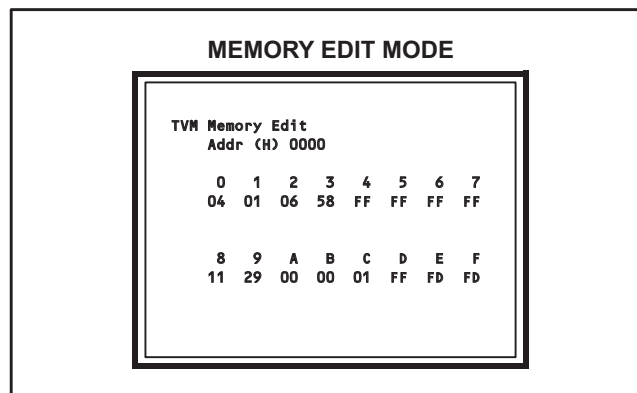 MEMORY EDIT MODE
TVM Memory Edit
Addr (H) 0000
0 1 2 3 4 5 6 7
04 01 06 58 FF FF FF FF
8 9 A B C D E F
11 29 00 00 01 FF FD FD